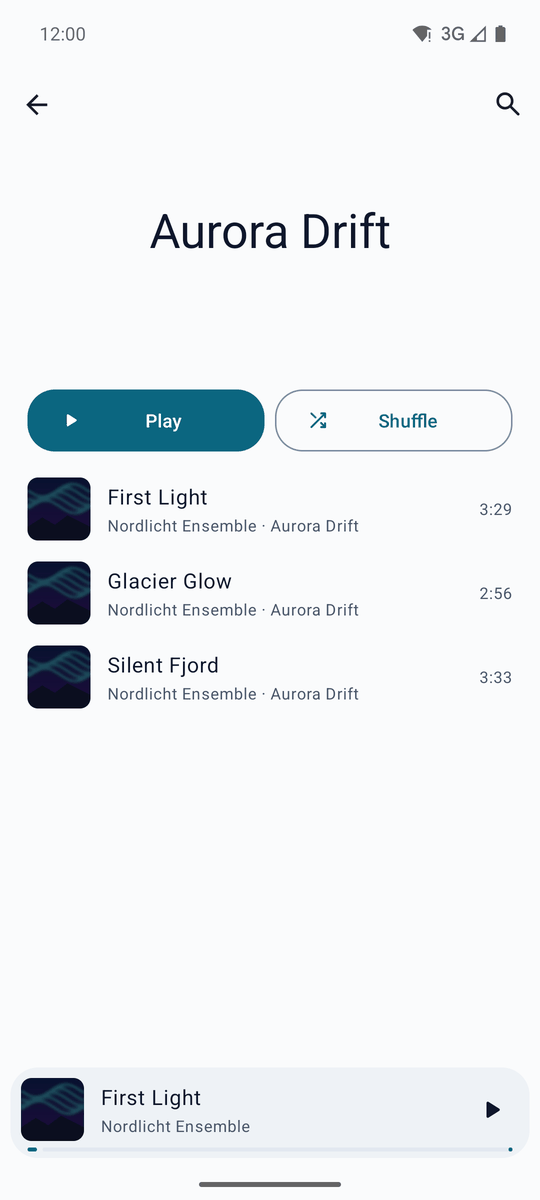 12:00
3G
Aurora Drift
Play
Shuffle
First Light
Nordlicht Ensemble · Aurora Drift
3:29
Glacier Glow
Nordlicht Ensemble · Aurora Drift
2:56
Silent Fjord
Nordlicht Ensemble · Aurora Drift
3:33
First Light
Nordlicht Ensemble